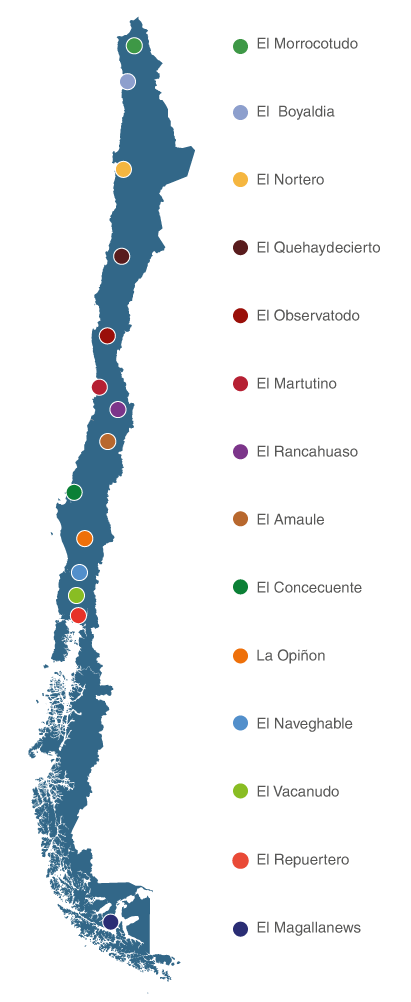 El Morrocotudo
El Boyaldia
El Nortero
El Quehaydecierto
El Observatodo
El Martutino
El Rancahuaso
El Amaule
El Concecuente
La Opiñon
El Naveghable
El Vacanudo
El Repuertero
El Magallanews